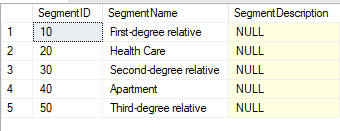 SegmentID SegmentName SegmentDescription
1 10 First-degree relative NULL
2 20 Health Care NULL
3 30 Second-degree relative NULL
4 40 Apartment NULL
5 50 Third-degree relative NULL